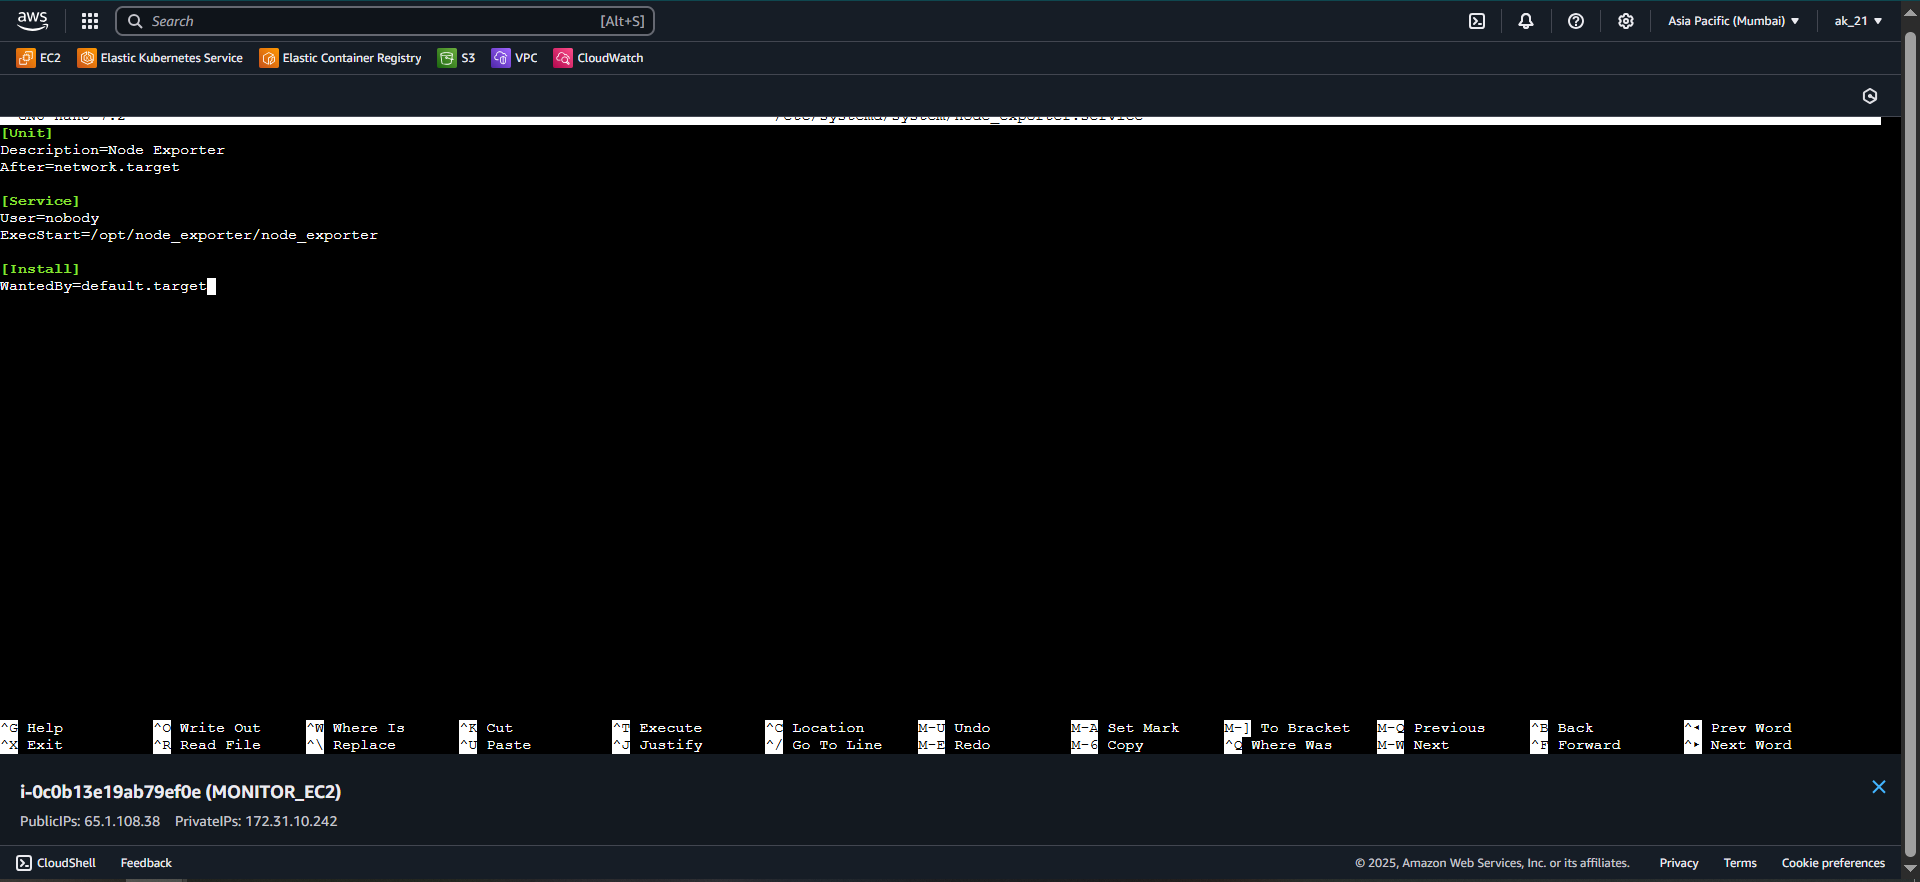 aws Search [Alt+S] Asia Pacific (Mumbai) ▼ ak_21 ▼
EC2 Elastic Kubernetes Service Elastic Container Registry S3 VPC CloudWatch
GNU nano 7.2 /etc/systemd/system/node_exporter.service
[Unit]
Description=Node Exporter
After=network.target
[Service]
User=nobody
ExecStart=/opt/node_exporter/node_exporter
[Install]
WantedBy=default.target
^G Help ^O Write Out ^W Where Is ^K Cut ^T Execute ^C Location M-U Undo M-A Set Mark M-] To Bracket M-Q Previous ^B Back ^◂ Prev Word
^X Exit ^R Read File ^\ Replace ^U Paste ^J Justify ^/ Go To Line M-E Redo M-6 Copy ^Q Where Was M-W Next ^F Forward ^▸ Next Word
i-0c0b13e19ab79ef0e (MONITOR_EC2)
PublicIPs: 65.1.108.38 PrivateIPs: 172.31.10.242
CloudShell Feedback © 2025, Amazon Web Services, Inc. or its affiliates. Privacy Terms Cookie preferences